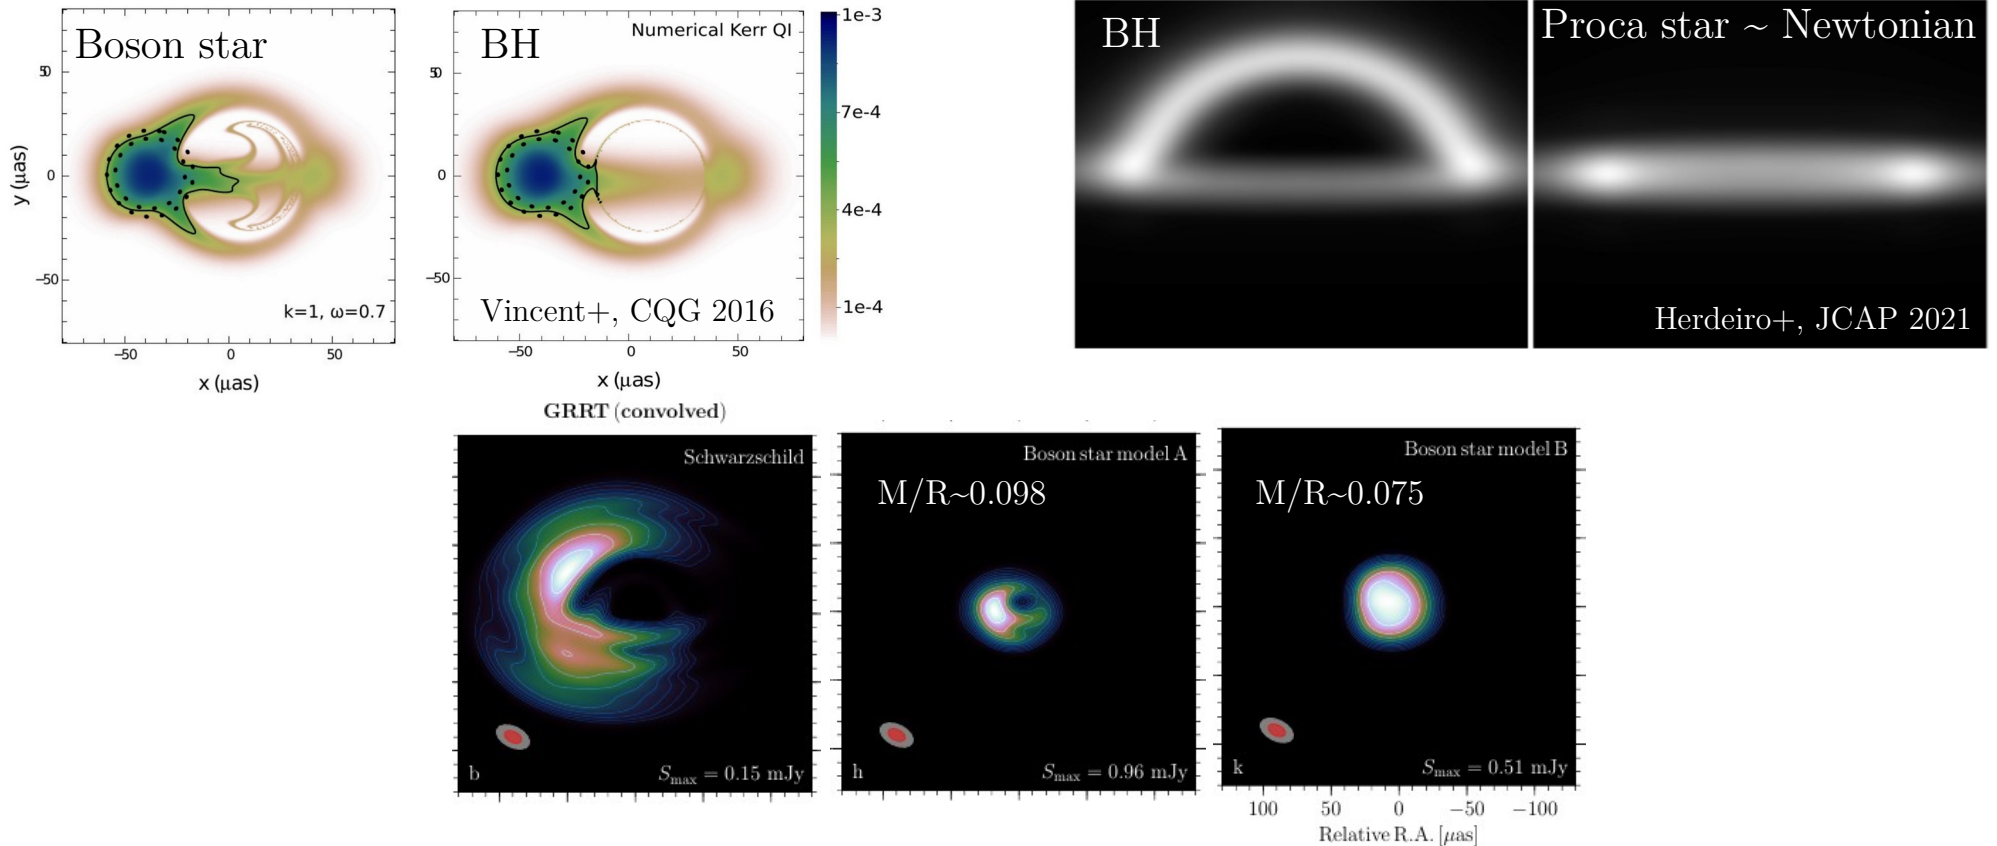 Boson star
50
0
−50
y (μas)
k=1, ω=0.7
−50 0 50
x (μas)
BH
Numerical Kerr QI
50
0
−50
Vincent+, CQG 2016
−50 0 50
x (μas)
1e-3
7e-4
4e-4
1e-4
BH
Proca star ~ Newtonian
Herdeiro+, JCAP 2021
GRRT (convolved)
Schwarzschild
b
S_max = 0.15 mJy
Boson star model A
M/R~0.098
h
S_max = 0.96 mJy
Boson star model B
M/R~0.075
k
S_max = 0.51 mJy
100 50 0 −50 −100
Relative R.A. [μas]